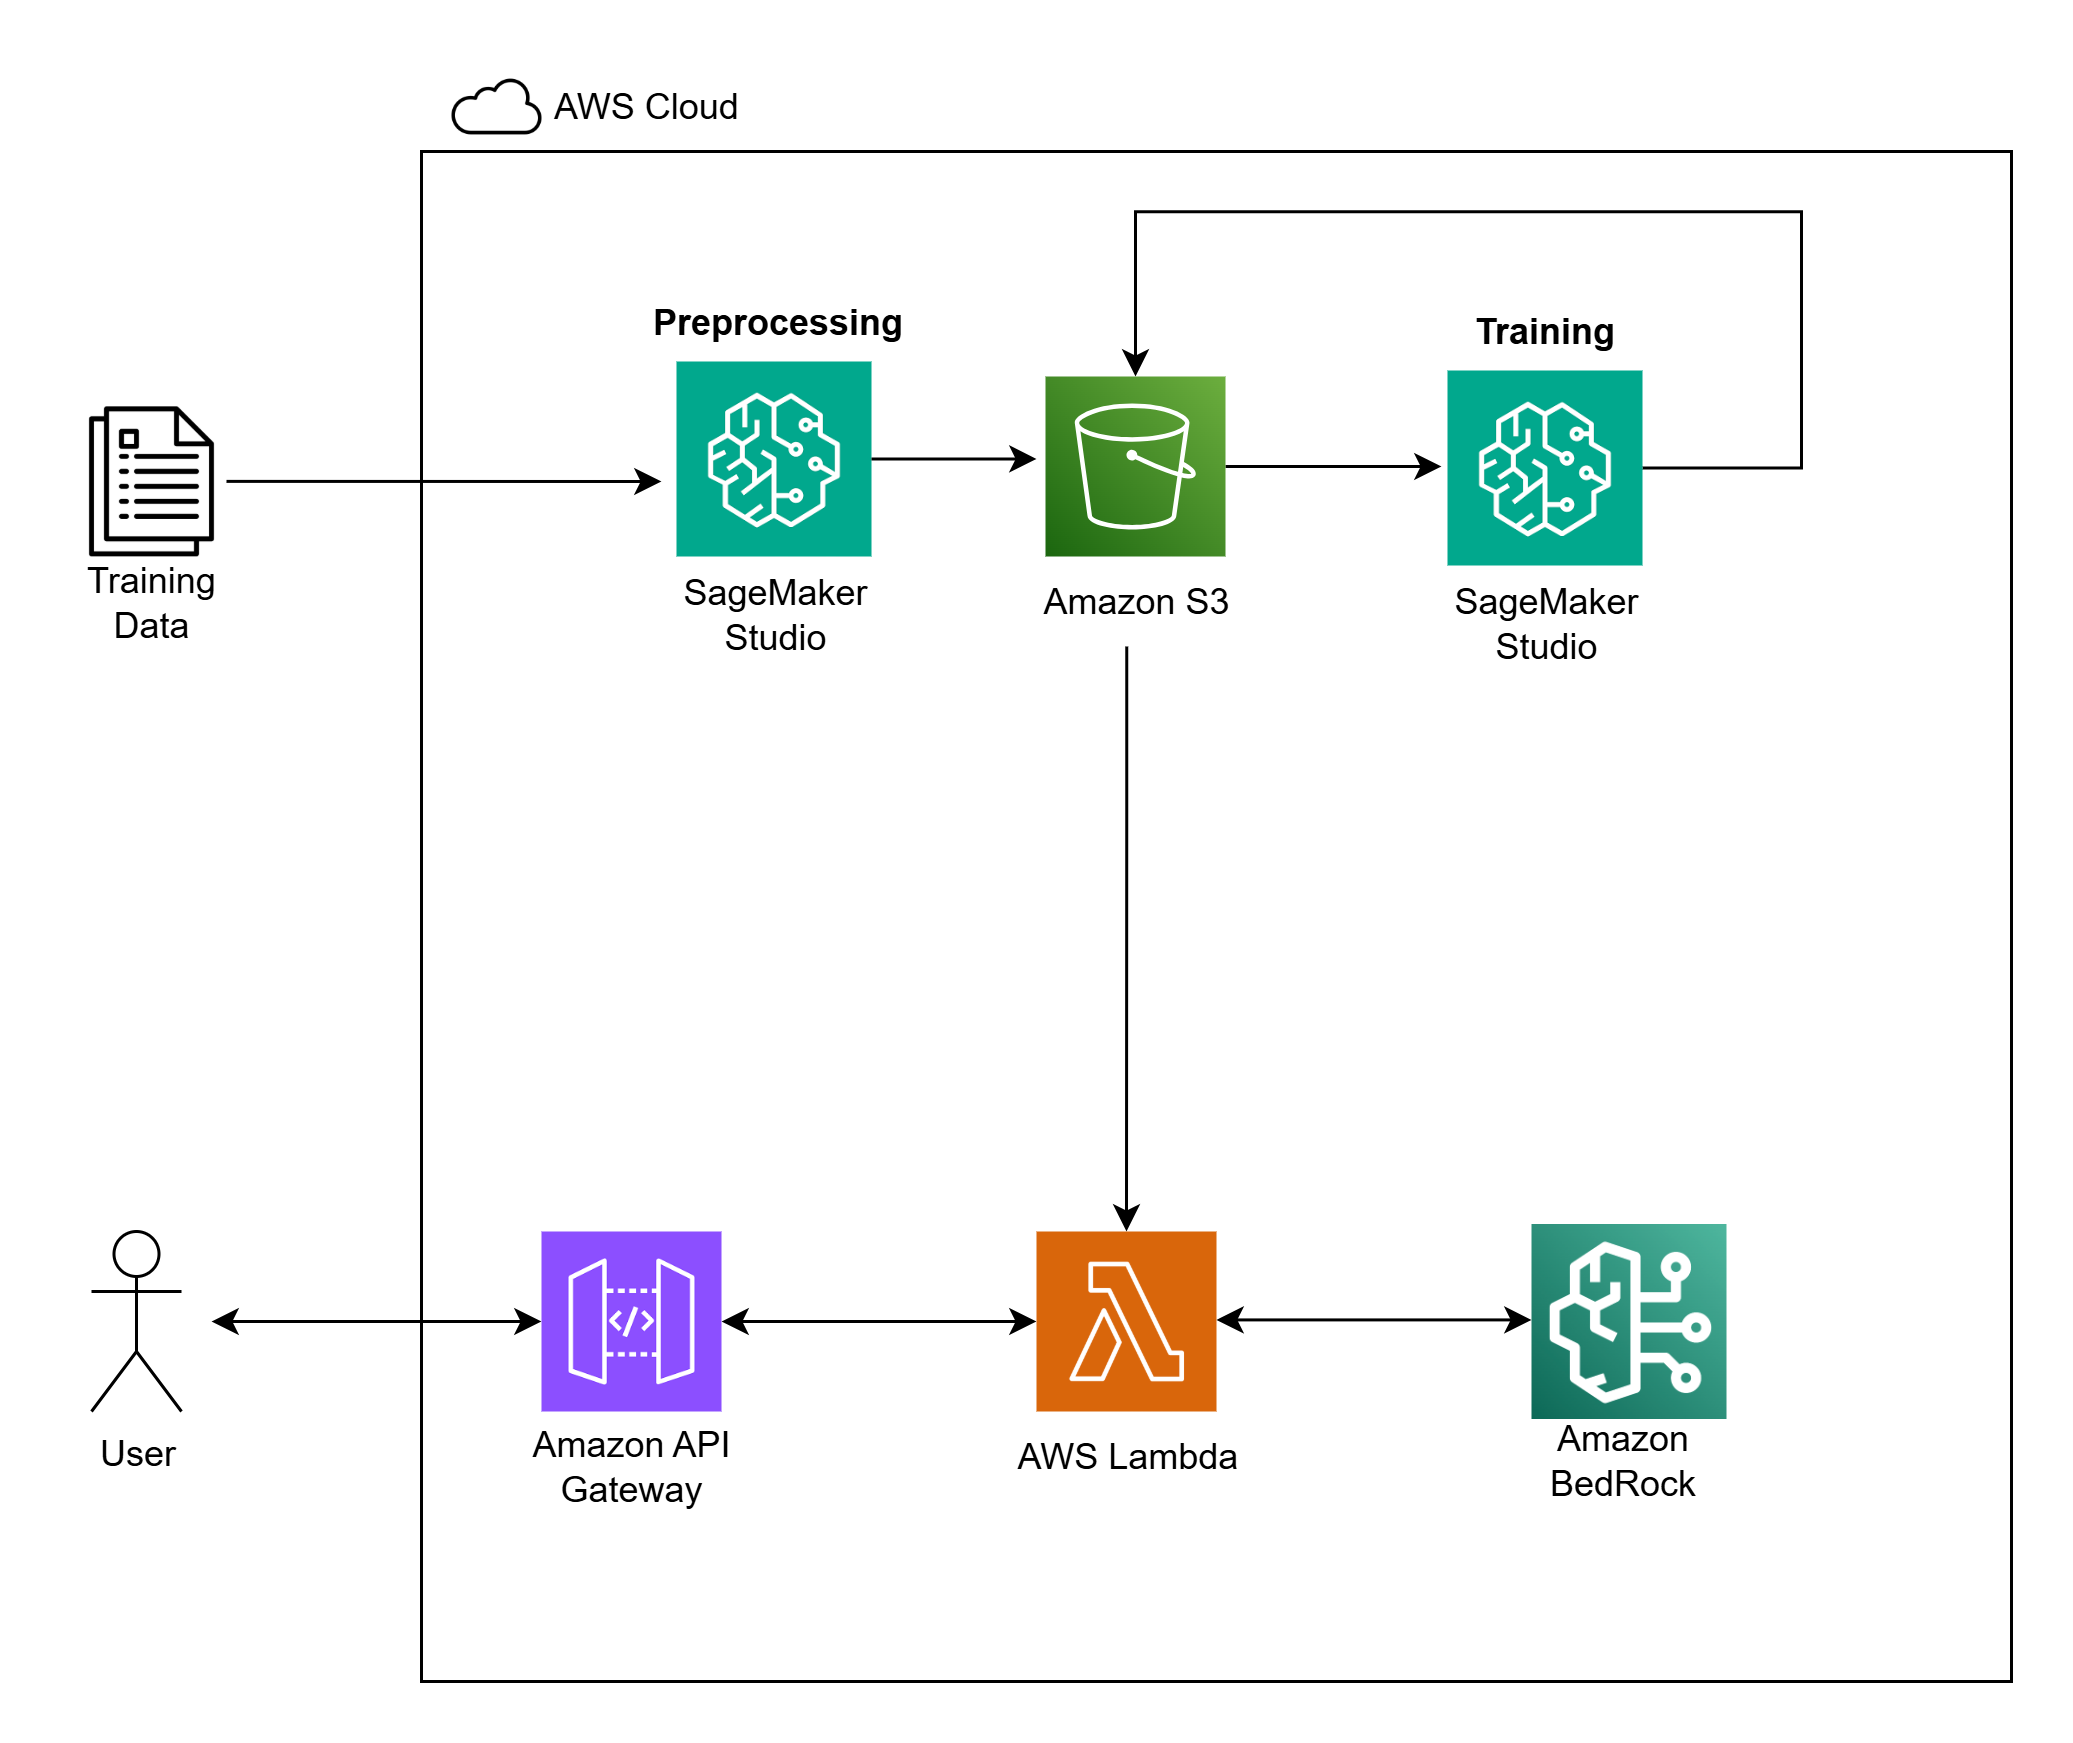 AWS Cloud
Preprocessing
Training
Training
Data
SageMaker
Studio
Amazon S3
SageMaker
Studio
User
Amazon API
Gateway
</>
AWS Lambda
Amazon
BedRock